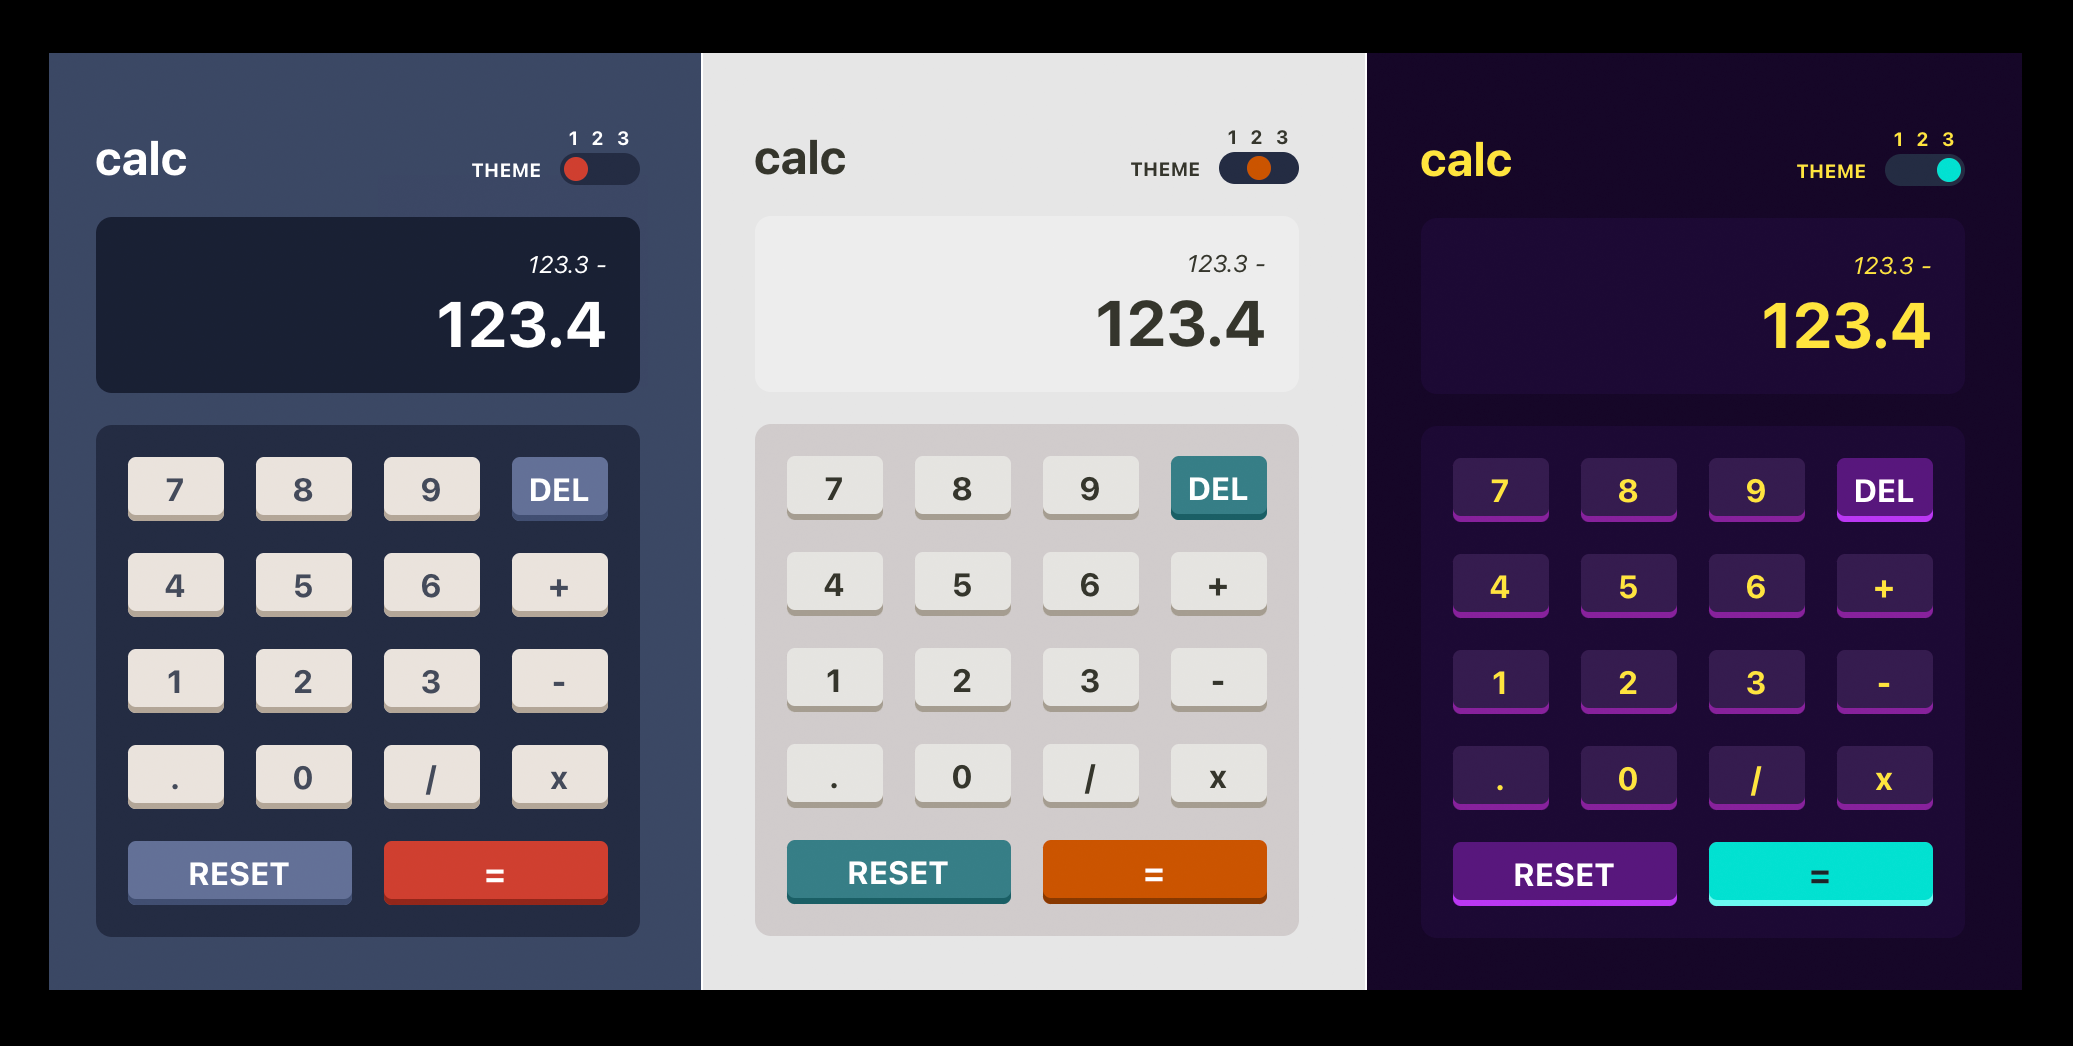 calc
1 2 3
THEME
123.3 -
123.4
7 8 9 DEL
4 5 6 +
1 2 3 -
. 0 / x
RESET =
calc
1 2 3
THEME
123.3 -
123.4
7 8 9 DEL
4 5 6 +
1 2 3 -
. 0 / x
RESET =
calc
1 2 3
THEME
123.3 -
123.4
7 8 9 DEL
4 5 6 +
1 2 3 -
. 0 / x
RESET =